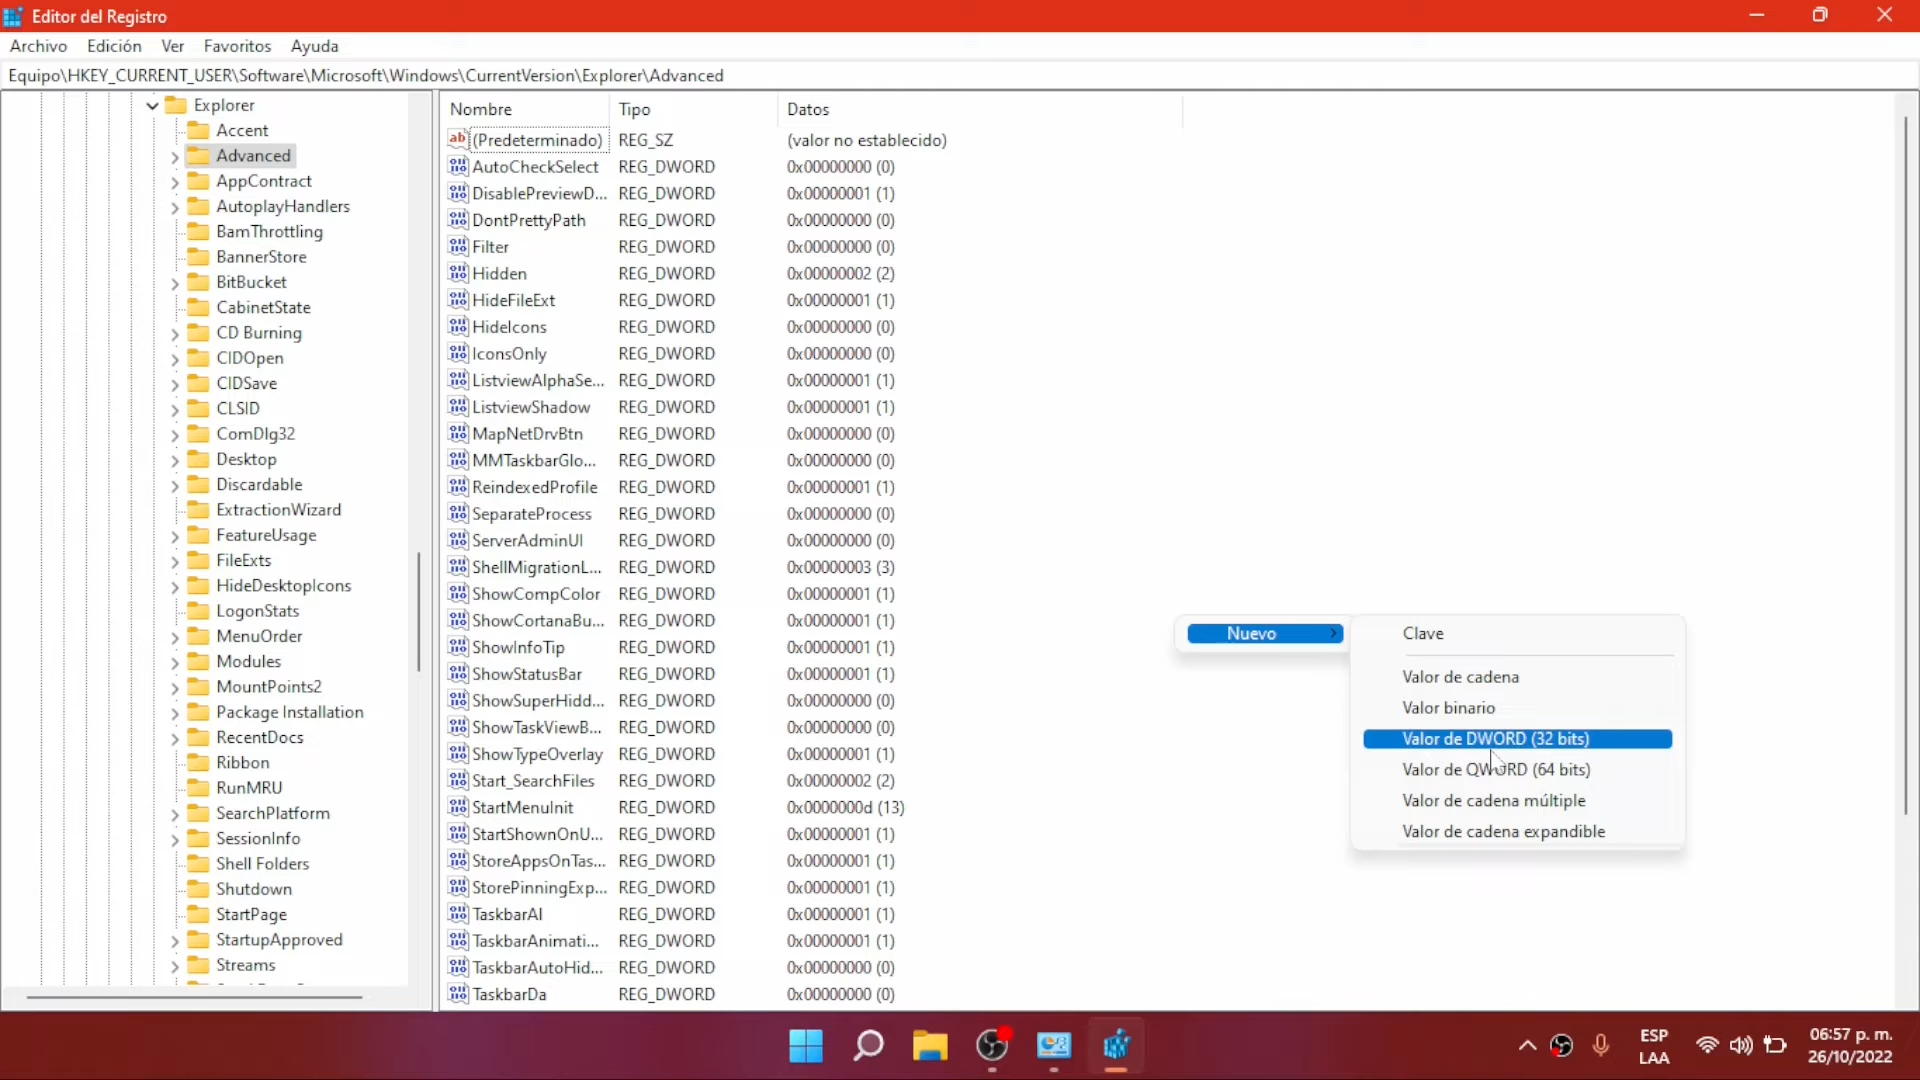 Editor del Registro
Archivo Edición Ver Favoritos Ayuda
Equipo\HKEY_CURRENT_USER\Software\Microsoft\Windows\CurrentVersion\Explorer\Advanced
Explorer
Accent
Advanced
AppContract
AutoplayHandlers
BamThrottling
BannerStore
BitBucket
CabinetState
CD Burning
CIDOpen
CIDSave
CLSID
ComDlg32
Desktop
Discardable
ExtractionWizard
FeatureUsage
FileExts
HideDesktopIcons
LogonStats
MenuOrder
Modules
MountPoints2
Package Installation
RecentDocs
Ribbon
RunMRU
SearchPlatform
SessionInfo
Shell Folders
Shutdown
StartPage
StartupApproved
Streams
Nombre Tipo Datos
(Predeterminado) REG_SZ (valor no establecido)
AutoCheckSelect REG_DWORD 0x00000000 (0)
DisablePreviewD... REG_DWORD 0x00000001 (1)
DontPrettyPath REG_DWORD 0x00000000 (0)
Filter REG_DWORD 0x00000000 (0)
Hidden REG_DWORD 0x00000002 (2)
HideFileExt REG_DWORD 0x00000001 (1)
HideIcons REG_DWORD 0x00000000 (0)
IconsOnly REG_DWORD 0x00000000 (0)
ListviewAlphaSe... REG_DWORD 0x00000001 (1)
ListviewShadow REG_DWORD 0x00000001 (1)
MapNetDrvBtn REG_DWORD 0x00000000 (0)
MMTaskbarGlo... REG_DWORD 0x00000000 (0)
ReindexedProfile REG_DWORD 0x00000001 (1)
SeparateProcess REG_DWORD 0x00000000 (0)
ServerAdminUI REG_DWORD 0x00000000 (0)
ShellMigrationL... REG_DWORD 0x00000003 (3)
ShowCompColor REG_DWORD 0x00000001 (1)
ShowCortanaBu... REG_DWORD 0x00000001 (1)
ShowInfoTip REG_DWORD 0x00000001 (1)
ShowStatusBar REG_DWORD 0x00000001 (1)
ShowSuperHidd... REG_DWORD 0x00000000 (0)
ShowTaskViewB... REG_DWORD 0x00000000 (0)
ShowTypeOverlay REG_DWORD 0x00000001 (1)
Start_SearchFiles REG_DWORD 0x00000002 (2)
StartMenuInit REG_DWORD 0x0000000d (13)
StartShownOnU... REG_DWORD 0x00000001 (1)
StoreAppsOnTas... REG_DWORD 0x00000001 (1)
StorePinningExp... REG_DWORD 0x00000001 (1)
TaskbarAl REG_DWORD 0x00000001 (1)
TaskbarAnimati... REG_DWORD 0x00000001 (1)
TaskbarAutoHid... REG_DWORD 0x00000000 (0)
TaskbarDa REG_DWORD 0x00000000 (0)
Nuevo
Clave
Valor de cadena
Valor binario
Valor de DWORD (32 bits)
Valor de QWORD (64 bits)
Valor de cadena múltiple
Valor de cadena expandible
ESP
LAA
06:57 p. m.
26/10/2022